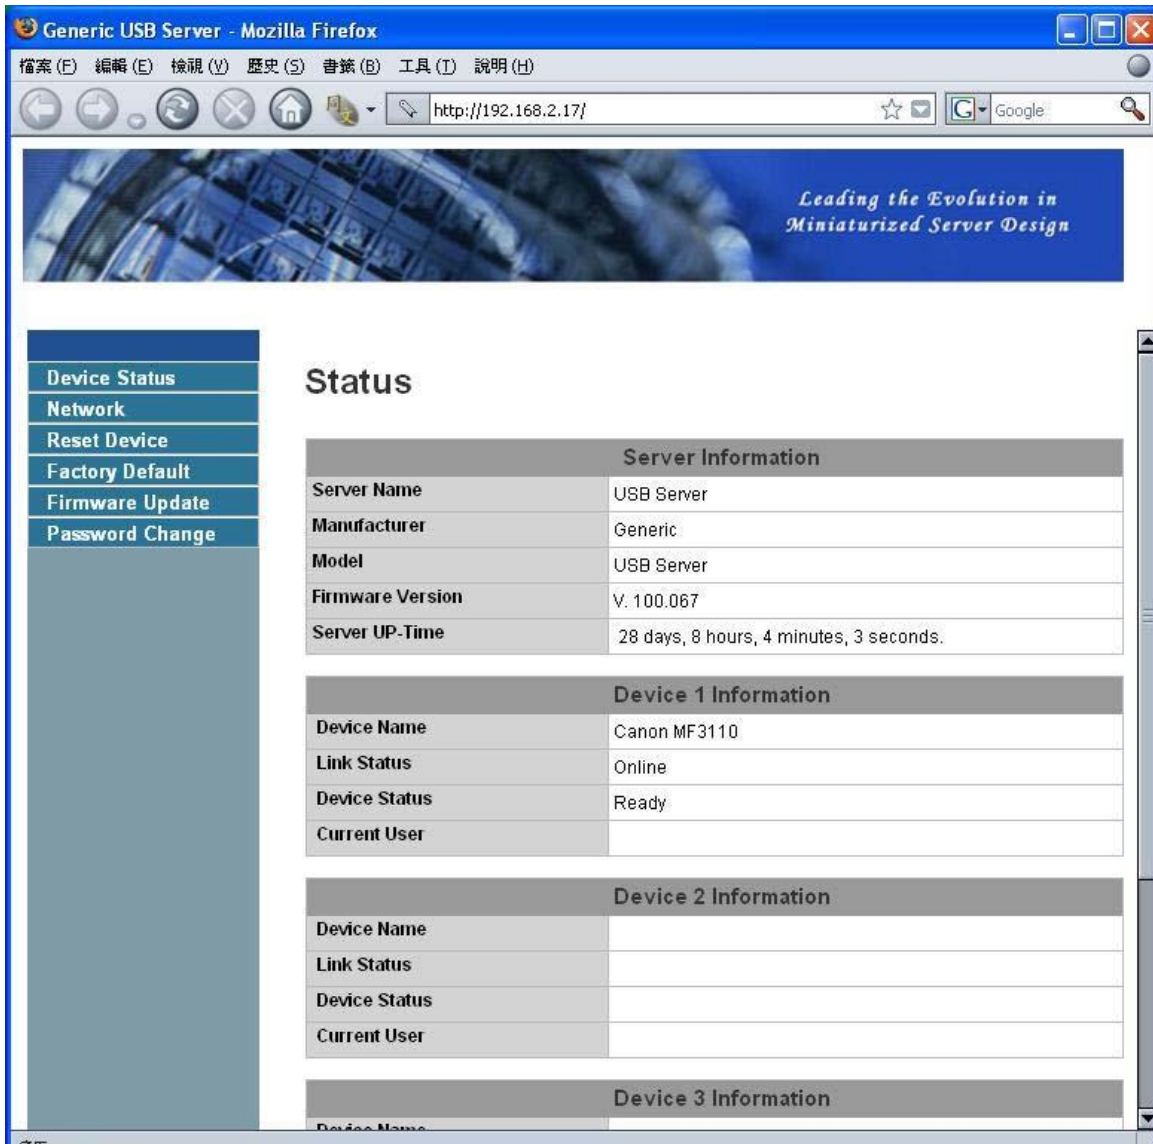 Generic USB Server - Mozilla Firefox
檔案(F) 編輯(E) 檢視(V) 歷史(S) 書籤(B) 工具(T) 說明(H)
http://192.168.2.17/
G Google
Leading the Evolution in
Miniaturized Server Design
Device Status
Network
Reset Device
Factory Default
Firmware Update
Password Change
Status
Server Information
Server Name USB Server
Manufacturer Generic
Model USB Server
Firmware Version V. 100.067
Server UP-Time 28 days, 8 hours, 4 minutes, 3 seconds.
Device 1 Information
Device Name Canon MF3110
Link Status Online
Device Status Ready
Current User
Device 2 Information
Device Name
Link Status
Device Status
Current User
Device 3 Information
Device Name